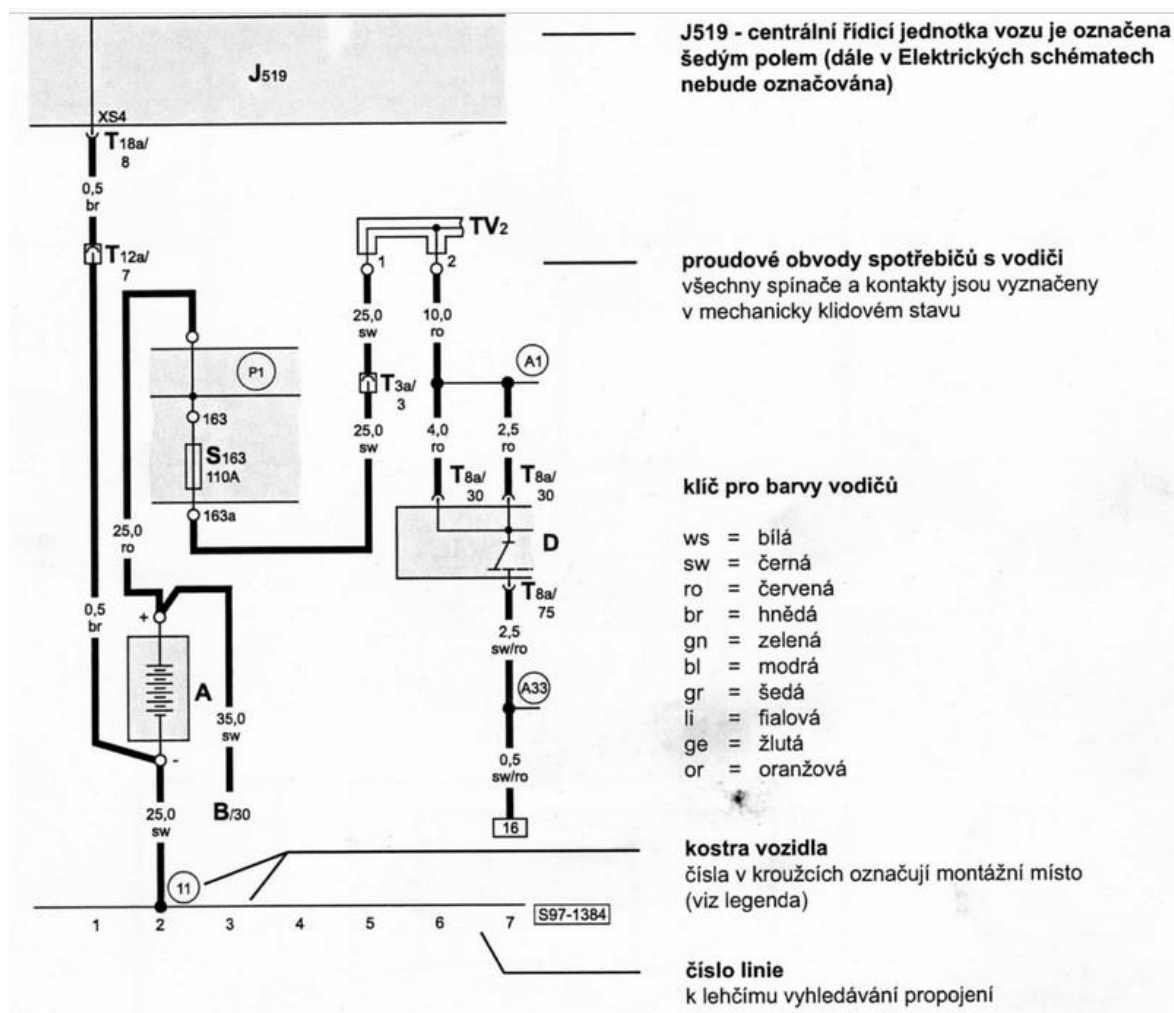 J519 - centrální řídicí jednotka vozu je označena
šedým polem (dále v Elektrických schématech
nebude označována)
J519
XS4
T18a/
8
0,5
br
T12a/
7
TV2
1
2
proudové obvody spotřebičů s vodiči
všechny spínače a kontakty jsou vyznačeny
v mechanicky klidovém stavu
25,0
sw
10,0
ro
P1
A1
T3a/
3
163
S163
110A
163a
25,0
sw
4,0
ro
2,5
ro
T8a/
30
T8a/
30
D
25,0
ro
T8a/
75
0,5
br
+
A
-
2,5
sw/ro
A33
35,0
sw
0,5
sw/ro
B/30
25,0
sw
16
klíč pro barvy vodičů
ws = bílá
sw = černá
ro = červená
br = hnědá
gn = zelená
bl = modrá
gr = šedá
li = fialová
ge = žlutá
or = oranžová
kostra vozidla
čísla v kroužcích označují montážní místo
(viz legenda)
11
1 2 3 4 5 6 7 S97-1384
číslo linie
k lehčímu vyhledávání propojení